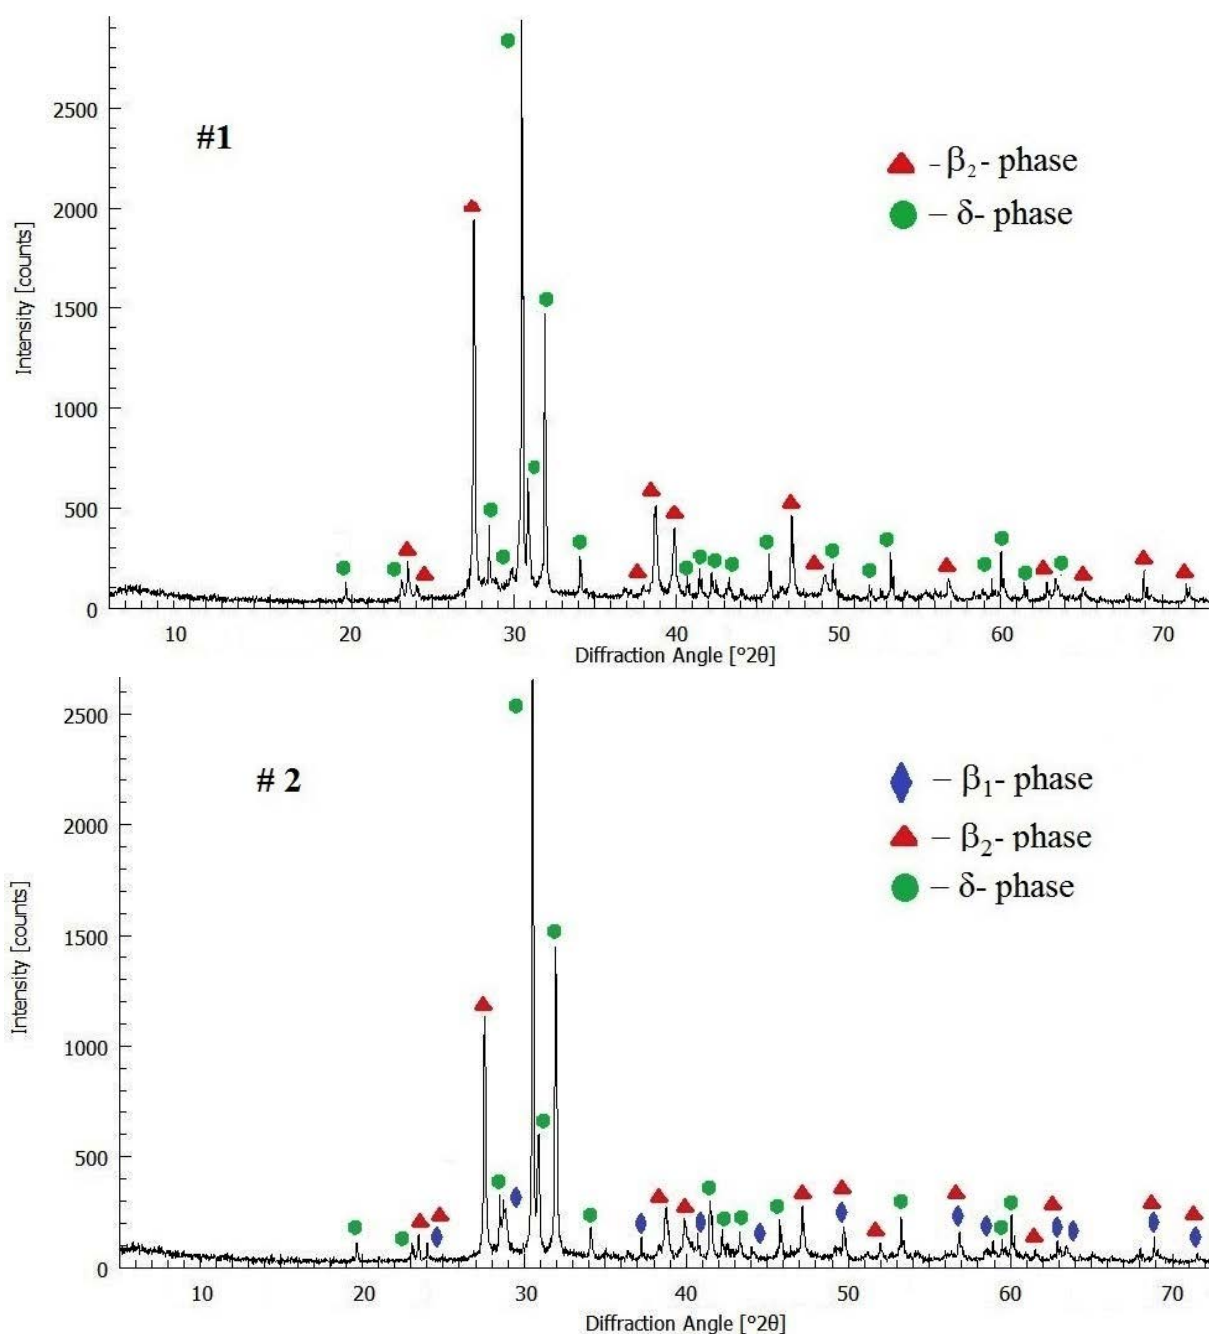 2500
#1
- β₂- phase
2000
– δ- phase
Intensity [counts]
1500
1000
500
0
10 20 30 40 50 60 70
Diffraction Angle [°2θ]
2500
# 2
– β₁- phase
2000
– β₂- phase
– δ- phase
Intensity [counts]
1500
1000
500
0
10 20 30 40 50 60 70
Diffraction Angle [°2θ]